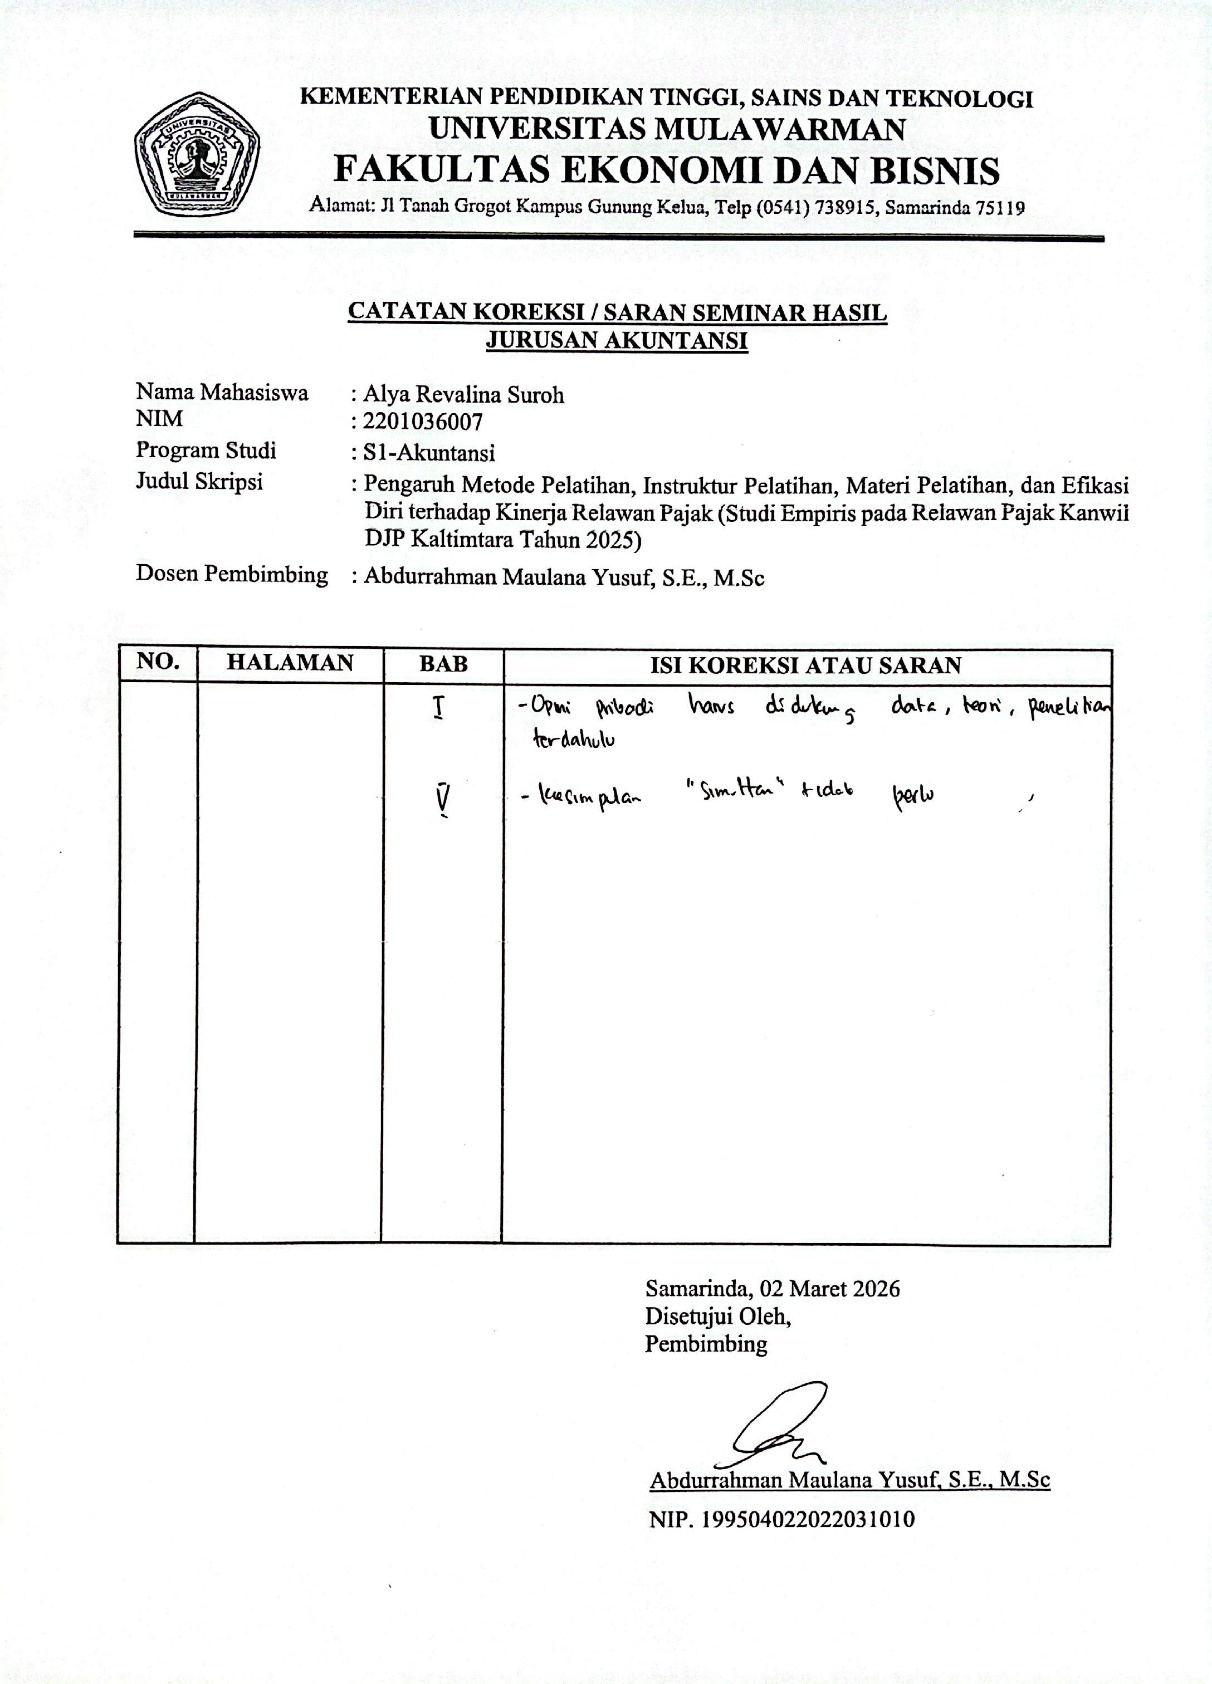 UNIVERSITAS
MULAWARMAN
KEMENTERIAN PENDIDIKAN TINGGI, SAINS DAN TEKNOLOGI
UNIVERSITAS MULAWARMAN
FAKULTAS EKONOMI DAN BISNIS
Alamat: Jl Tanah Grogot Kampus Gunung Kelua, Telp (0541) 738915, Samarinda 75119
CATATAN KOREKSI / SARAN SEMINAR HASIL
JURUSAN AKUNTANSI
Nama Mahasiswa : Alya Revalina Suroh
NIM : 2201036007
Program Studi : S1-Akuntansi
Judul Skripsi : Pengaruh Metode Pelatihan, Instruktur Pelatihan, Materi Pelatihan, dan Efikasi
Diri terhadap Kinerja Relawan Pajak (Studi Empiris pada Relawan Pajak Kanwil
DJP Kaltimtara Tahun 2025)
Dosen Pembimbing : Abdurrahman Maulana Yusuf, S.E., M.Sc
NO. HALAMAN BAB ISI KOREKSI ATAU SARAN
I - Opini pribadi harus didukung data, teori, penelitian
terdahulu
V - Kesimpulan "simultan" tidak perlu
Samarinda, 02 Maret 2026
Disetujui Oleh,
Pembimbing
Abdurrahman Maulana Yusuf, S.E., M.Sc
NIP. 199504022022031010